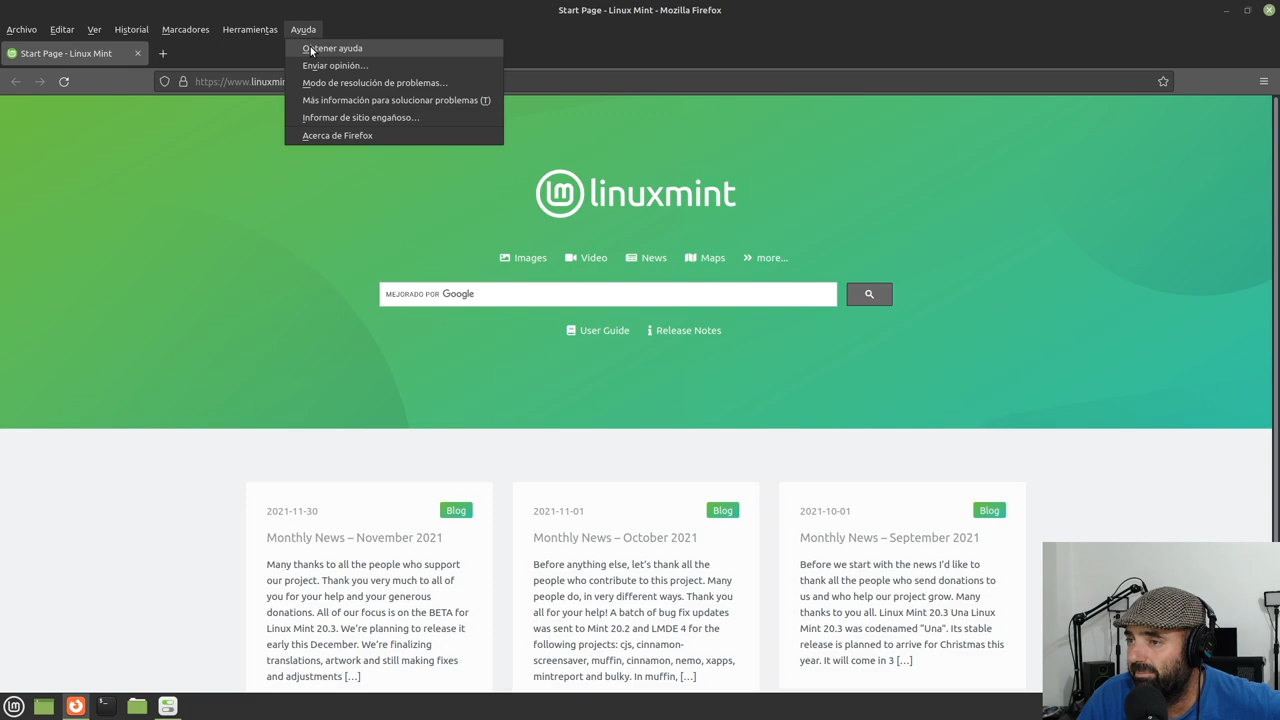 Start Page - Linux Mint - Mozilla Firefox
Archivo Editar Ver Historial Marcadores Herramientas Ayuda
Start Page - Linux Mint
https://www.linuxmin
Obtener ayuda
Enviar opinión…
Modo de resolución de problemas…
Más información para solucionar problemas (T)
Informar de sitio engañoso…
Acerca de Firefox
linuxmint
Images Video News Maps more...
MEJORADO POR Google
User Guide Release Notes
2021-11-30 Blog
Monthly News – November 2021
Many thanks to all the people who support
our project. Thank you very much to all of
you for your help and your generous
donations. All of our focus is on the BETA for
Linux Mint 20.3. We’re planning to release it
early this December. We’re finalizing
translations, artwork and still making fixes
and adjustments […]
2021-11-01 Blog
Monthly News – October 2021
Before anything else, let’s thank all the
people who contribute to this project. Many
people do, in very different ways. Thank you
all for your help! A batch of bug fix updates
was sent to Mint 20.2 and LMDE 4 for the
following projects: cjs, cinnamon-
screensaver, muffin, cinnamon, nemo, xapps,
mintreport and bulky. In muffin, […]
2021-10-01 Blog
Monthly News – September 2021
Before we start with the news I’d like to
thank all the people who send donations to
us and who help our project grow. Many
thanks to you all. Linux Mint 20.3 Una Linux
Mint 20.3 was codenamed “Una”. Its stable
release is planned to arrive for Christmas this
year. It will come in 3 […]